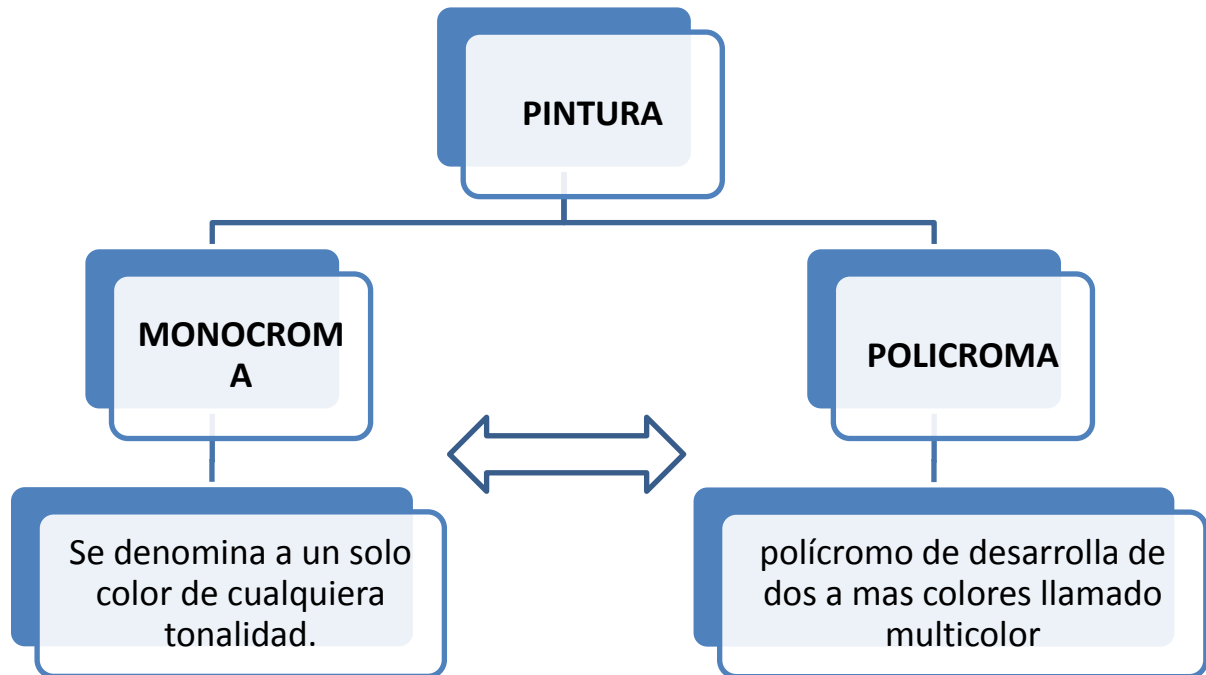 PINTURA
MONOCROM
A
POLICROMA
Se denomina a un solo
color de cualquiera
tonalidad.
polícromo de desarrolla de
dos a mas colores llamado
multicolor